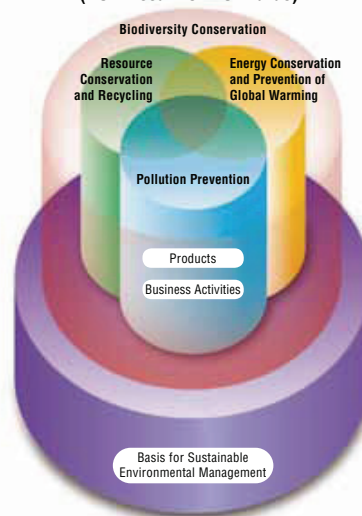 Biodiversity Conservation
Resource
Conservation
and Recycling
Energy Conservation
and Prevention of
Global Warming
Pollution Prevention
Products
Business Activities
Basis for Sustainable
Environmental Management